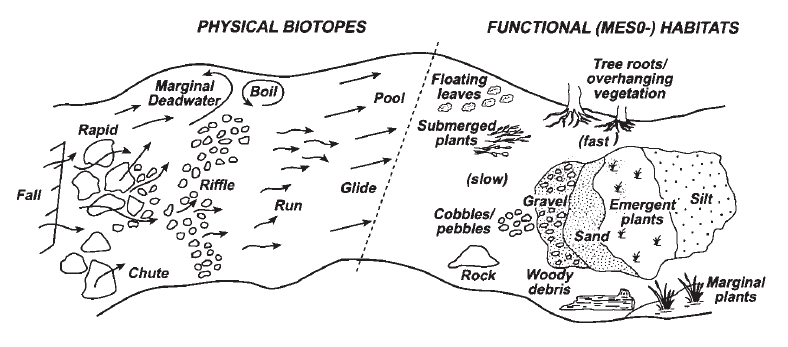 PHYSICAL BIOTOPES
FUNCTIONAL (MES0-) HABITATS
Marginal
Deadwater
Boil
Pool
Rapid
Riffle
Fall
Run
Glide
Chute
Floating
leaves
Tree roots/
overhanging
vegetation
Submerged
plants
(fast)
(slow)
Gravel
Emergent
plants
Silt
Cobbles/
pebbles
Sand
Rock
Woody
debris
Marginal
plants